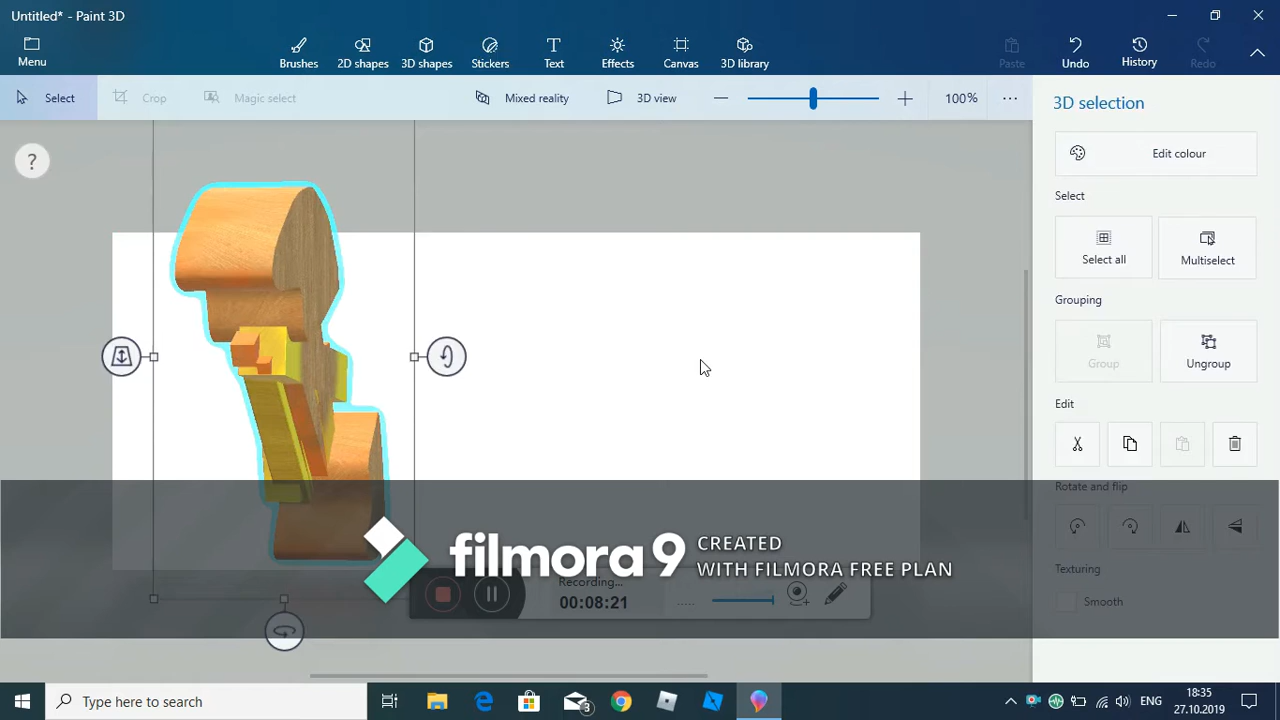 Untitled* - Paint 3D
Menu
Brushes
2D shapes
3D shapes
Stickers
Text
Effects
Canvas
3D library
Paste
Undo
History
Redo
Select
Crop
Magic select
Mixed reality
3D view
100%
3D selection
?
Edit colour
Select
Select all
Multiselect
Grouping
Group
Ungroup
Edit
Rotate and flip
filmora 9
CREATED
WITH FILMORA FREE PLAN
Recording...
00:08:21
Texturing
Smooth
Type here to search
3
ENG
18:35
27.10.2019